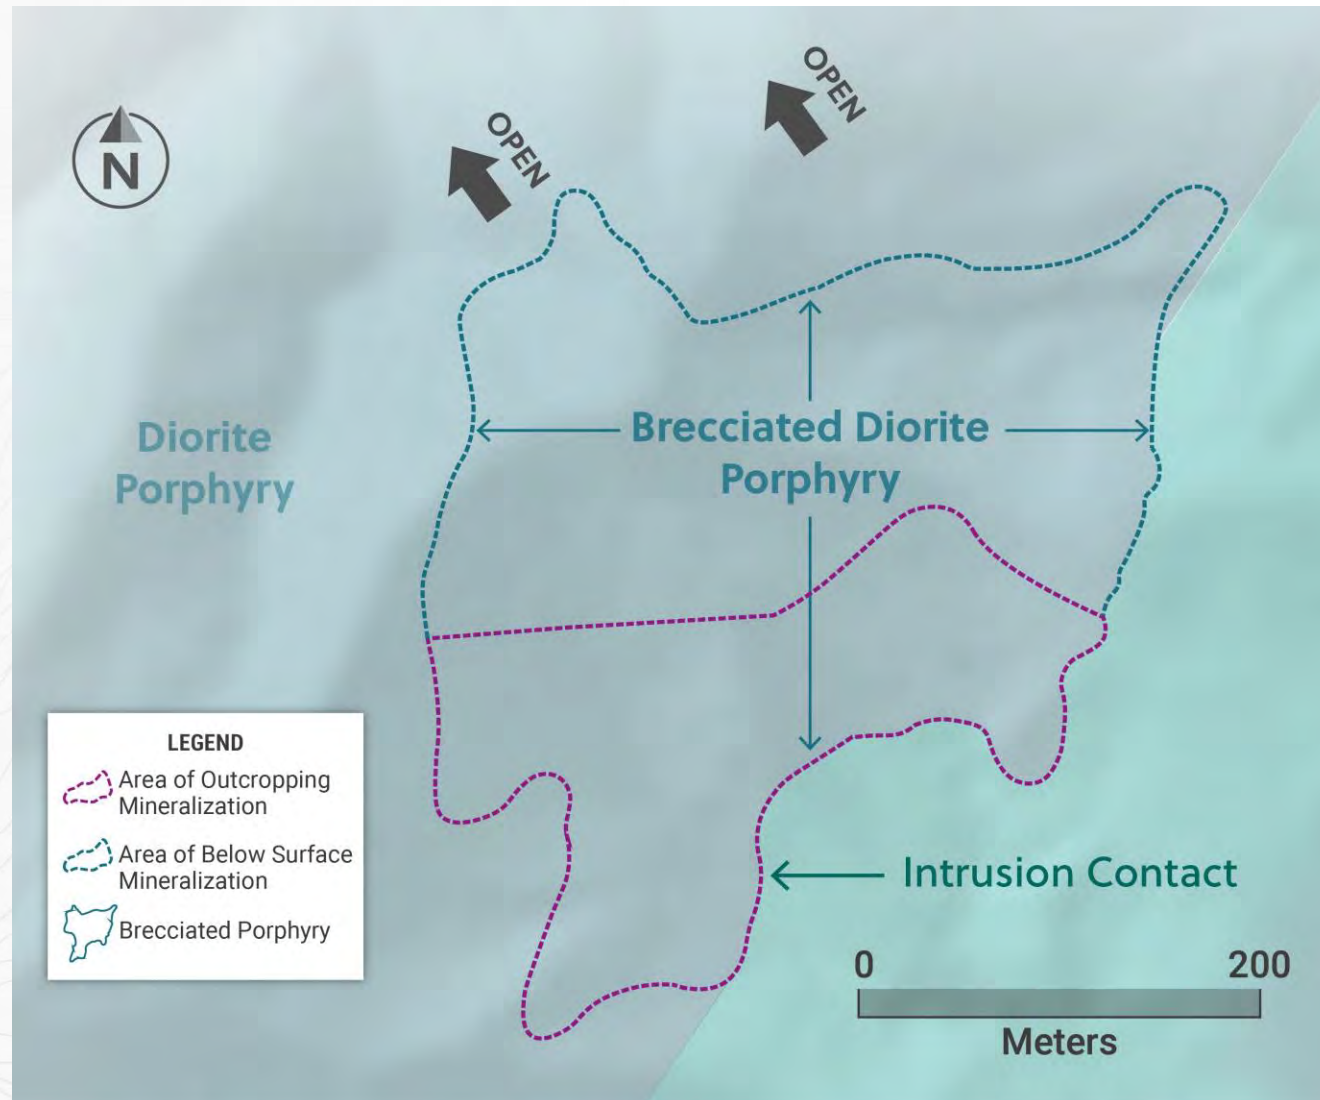 OPEN
OPEN
N
Diorite
Porphyry
Brecciated Diorite
Porphyry
LEGEND
Area of Outcropping
Mineralization
Area of Below Surface
Mineralization
Brecciated Porphyry
Intrusion Contact
0 200
Meters